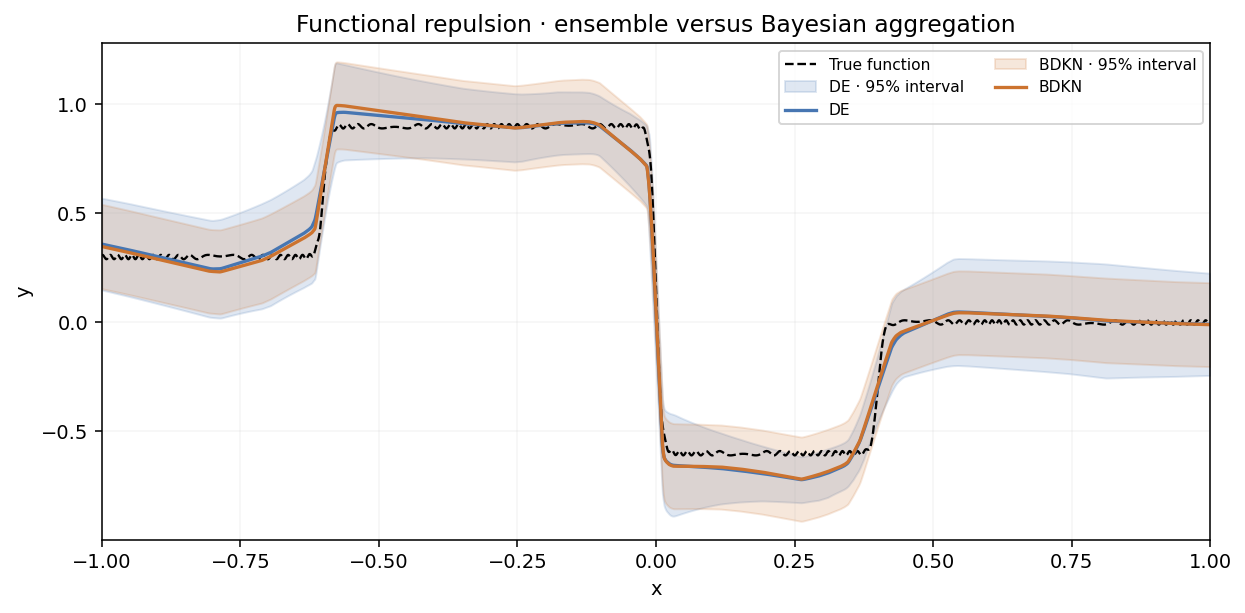 Functional repulsion · ensemble versus Bayesian aggregation
True function
DE · 95% interval
DE
BDKN · 95% interval
BDKN
y
1.0
0.5
0.0
−0.5
−1.00 −0.75 −0.50 −0.25 0.00 0.25 0.50 0.75 1.00
x